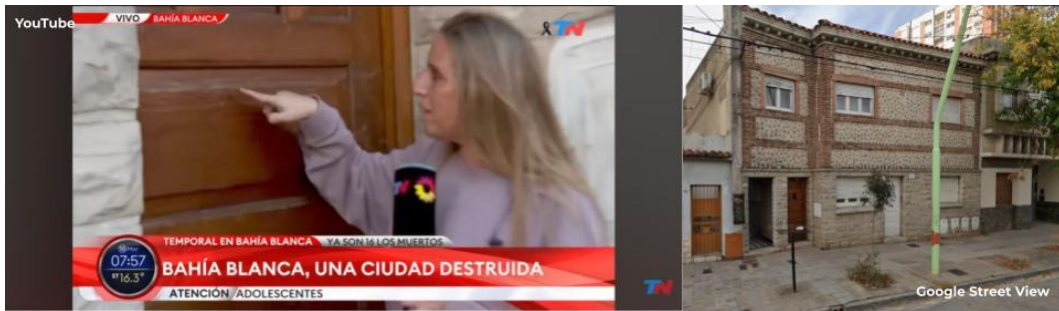 YouTube
VIVO BAHÍA BLANCA
TN
TN
TEMPORAL EN BAHÍA BLANCA YA SON 16 LOS MUERTOS
07:57
ST 16.3°
BAHÍA BLANCA, UNA CIUDAD DESTRUIDA
ATENCIÓN ADOLESCENTES
TN
Google Street View